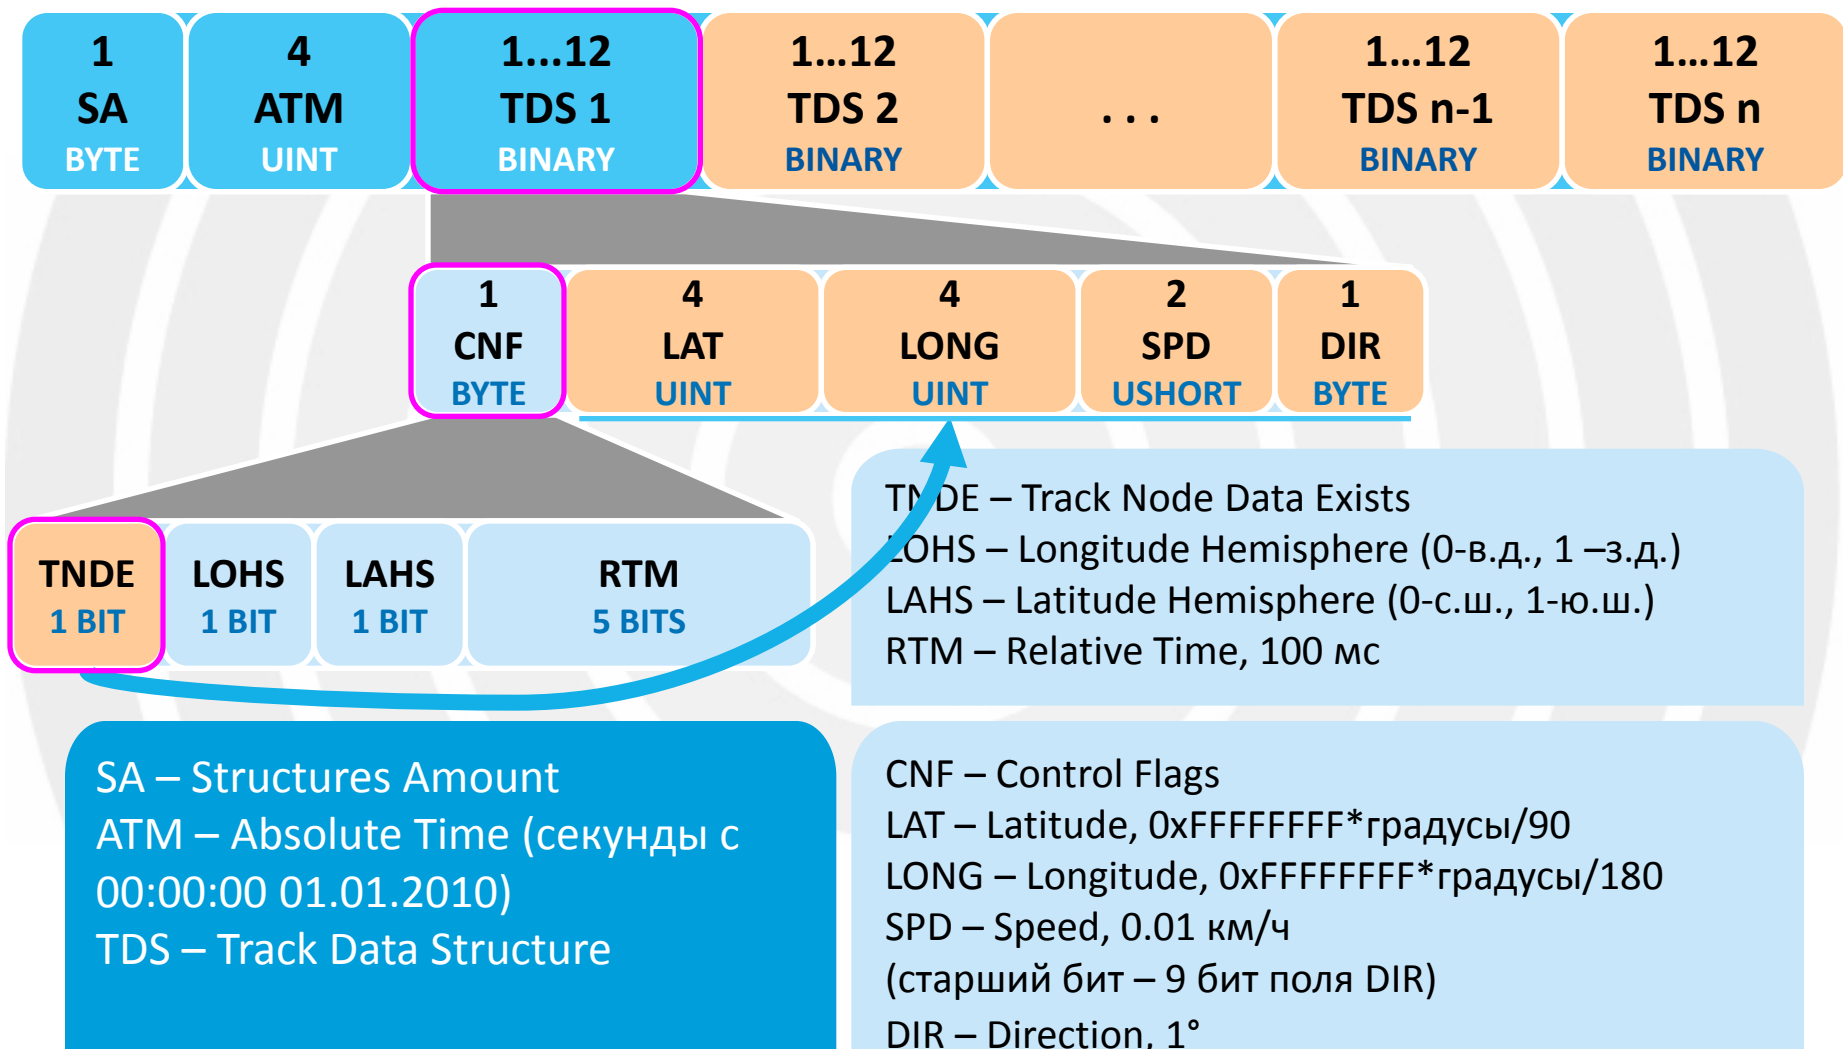 1 4 1...12 1...12 1...12 1...12
SA ATM TDS 1 TDS 2 . . . TDS n-1 TDS n
BYTE UINT BINARY BINARY BINARY BINARY
1 4 4 2 1
CNF LAT LONG SPD DIR
BYTE UINT UINT USHORT BYTE
TNDE LOHS LAHS RTM
1 BIT 1 BIT 1 BIT 5 BITS
TNDE – Track Node Data Exists
LOHS – Longitude Hemisphere (0-в.д., 1 –з.д.)
LAHS – Latitude Hemisphere (0-с.ш., 1-ю.ш.)
RTM – Relative Time, 100 мс
SA – Structures Amount
ATM – Absolute Time (секунды с
00:00:00 01.01.2010)
TDS – Track Data Structure
CNF – Control Flags
LAT – Latitude, 0xFFFFFFFF*градусы/90
LONG – Longitude, 0xFFFFFFFF*градусы/180
SPD – Speed, 0.01 км/ч
(старший бит – 9 бит поля DIR)
DIR – Direction, 1°